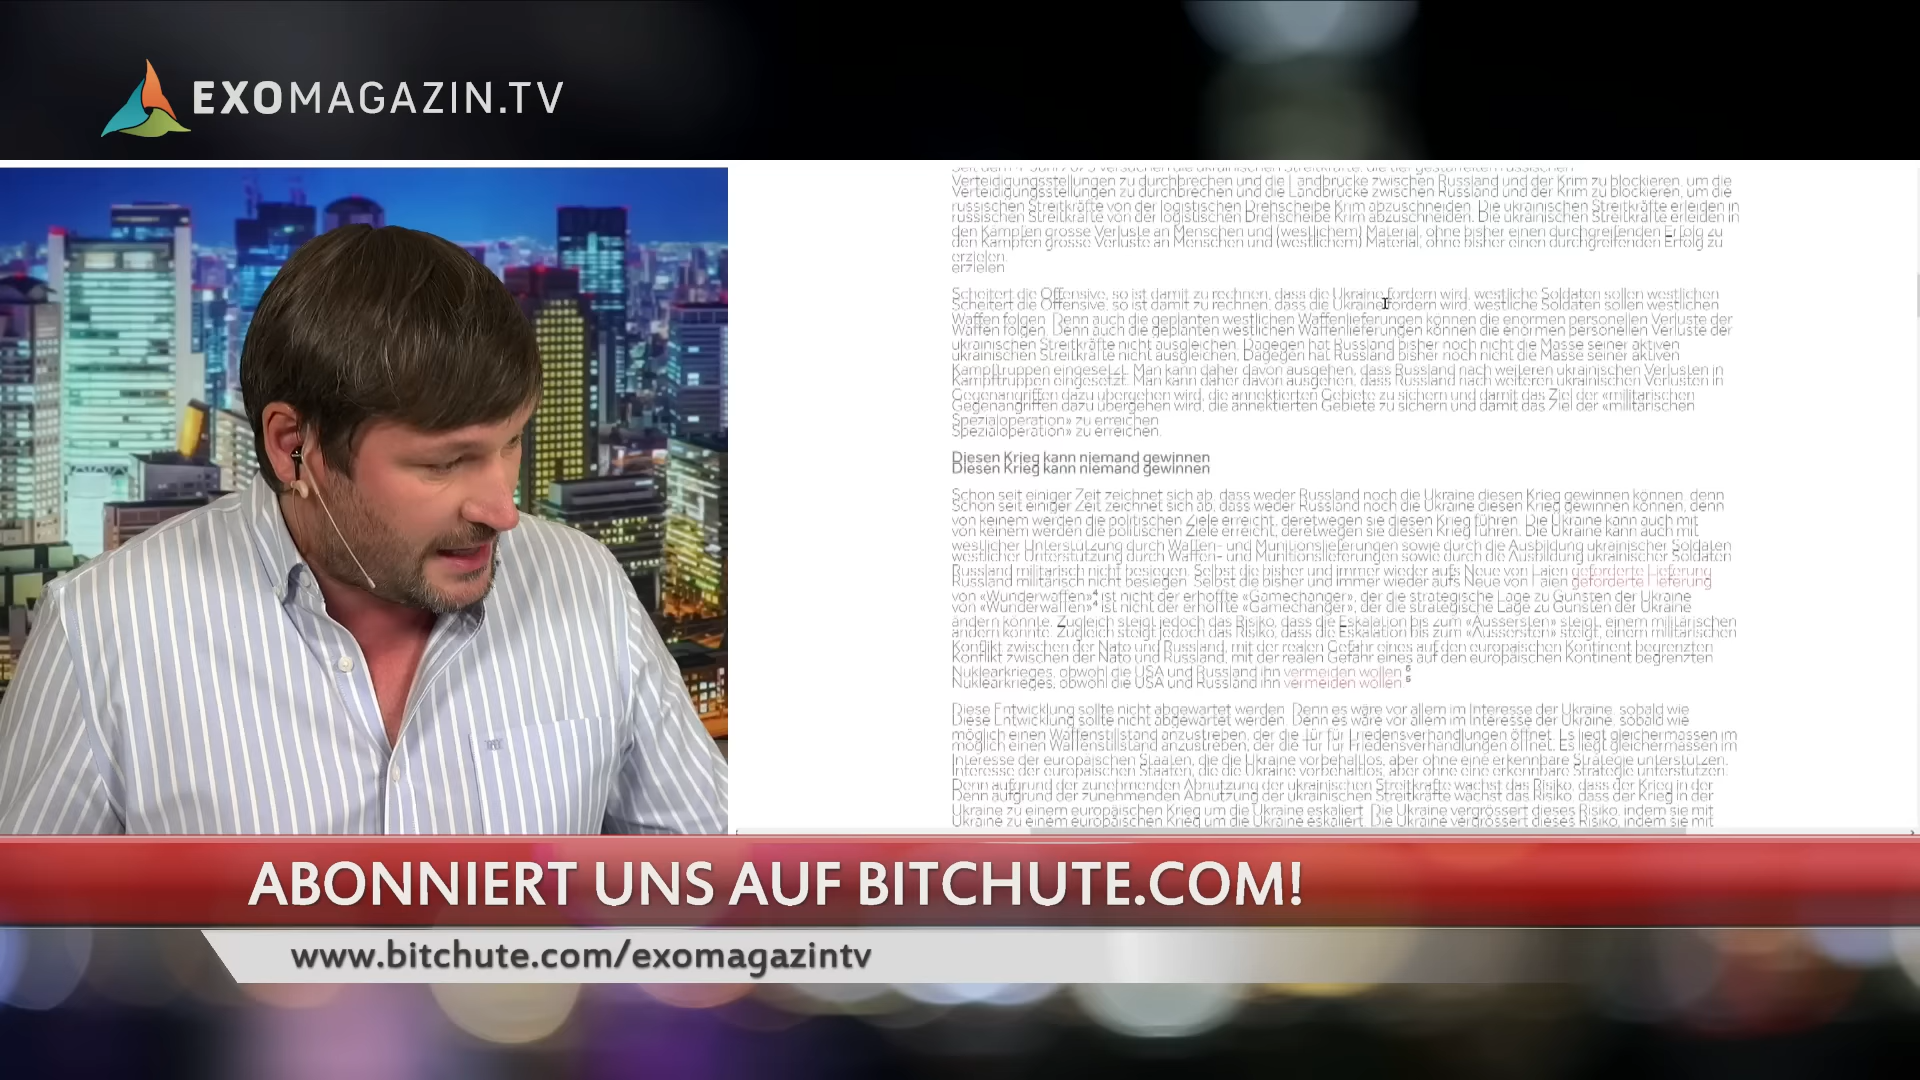 EXOMAGAZIN.TV
Verteidigungsstellungen zu durchbrechen und die Landbrücke zwischen Russland und der Krim zu blockieren, um die
russischen Streitkräfte von der logistischen Drehscheibe Krim abzuschneiden. Die ukrainischen Streitkräfte erleiden in
den Kämpfen grosse Verluste an Menschen und (westlichem) Material, ohne bisher einen durchgreifenden Erfolg zu
erzielen.
Scheitert die Offensive, so ist damit zu rechnen, dass die Ukraine fordern wird, westliche Soldaten sollen westlichen
Waffen folgen. Denn auch die geplanten westlichen Waffenlieferungen können die enormen personellen Verluste der
ukrainischen Streitkräfte nicht ausgleichen. Dagegen hat Russland bisher noch nicht die Masse seiner aktiven
Kampftruppen eingesetzt. Man kann daher davon ausgehen, dass Russland nach weiteren ukrainischen Verlusten in
Gegenangriffen dazu übergehen wird, die annektierten Gebiete zu sichern und damit das Ziel der «militärischen
Spezialoperation» zu erreichen.
Diesen Krieg kann niemand gewinnen
Schon seit einiger Zeit zeichnet sich ab, dass weder Russland noch die Ukraine diesen Krieg gewinnen können, denn
von keinem werden die politischen Ziele erreicht, deretwegen sie diesen Krieg führen. Die Ukraine kann auch mit
westlicher Unterstützung durch Waffen- und Munitionslieferungen sowie durch die Ausbildung ukrainischer Soldaten
Russland militärisch nicht besiegen. Selbst die bisher und immer wieder aufs Neue von Laien geforderte Lieferung
von «Wunderwaffen»⁴ ist nicht der erhoffte «Gamechanger», der die strategische Lage zu Gunsten der Ukraine
ändern könnte. Zugleich steigt jedoch das Risiko, dass die Eskalation bis zum «Äussersten» steigt, einem militärischen
Konflikt zwischen der Nato und Russland, mit der realen Gefahr eines auf den europäischen Kontinent begrenzten
Nuklearkrieges, obwohl die USA und Russland ihn vermeiden wollen.
Diese Entwicklung sollte nicht abgewartet werden. Denn es wäre vor allem im Interesse der Ukraine, sobald wie
möglich einen Waffenstillstand anzustreben, der die Tür für Friedensverhandlungen öffnet. Es liegt gleichermassen im
Interesse der europäischen Staaten, die die Ukraine vorbehaltlos, aber ohne eine erkennbare Strategie unterstützen.
Denn aufgrund der zunehmenden Abnutzung der ukrainischen Streitkräfte wächst das Risiko, dass der Krieg in der
Ukraine zu einem europäischen Krieg um die Ukraine eskaliert. Die Ukraine vergrössert dieses Risiko, indem sie mit
ABONNIERT UNS AUF BITCHUTE.COM!
www.bitchute.com/exomagazintv